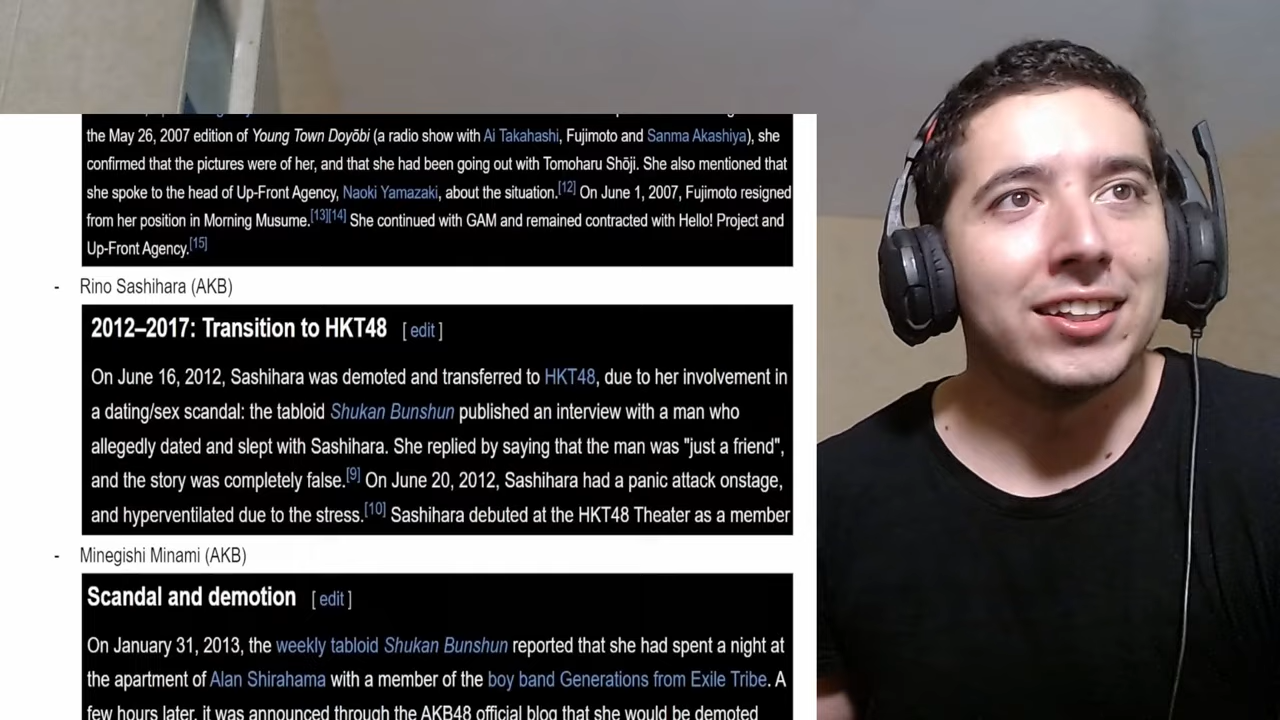 the May 26, 2007 edition of Young Town Doyōbi (a radio show with Ai Takahashi, Fujimoto and Sanma Akashiya), she
confirmed that the pictures were of her, and that she had been going out with Tomoharu Shōji. She also mentioned that
she spoke to the head of Up-Front Agency, Naoki Yamazaki, about the situation.[12] On June 1, 2007, Fujimoto resigned
from her position in Morning Musume.[13][14] She continued with GAM and remained contracted with Hello! Project and
Up-Front Agency.[15]
- Rino Sashihara (AKB)
2012–2017: Transition to HKT48 [ edit ]
On June 16, 2012, Sashihara was demoted and transferred to HKT48, due to her involvement in
a dating/sex scandal: the tabloid Shukan Bunshun published an interview with a man who
allegedly dated and slept with Sashihara. She replied by saying that the man was "just a friend",
and the story was completely false.[9] On June 20, 2012, Sashihara had a panic attack onstage,
and hyperventilated due to the stress.[10] Sashihara debuted at the HKT48 Theater as a member
- Minegishi Minami (AKB)
Scandal and demotion [ edit ]
On January 31, 2013, the weekly tabloid Shukan Bunshun reported that she had spent a night at
the apartment of Alan Shirahama with a member of the boy band Generations from Exile Tribe. A
few hours later, it was announced through the AKB48 official blog that she would be demoted